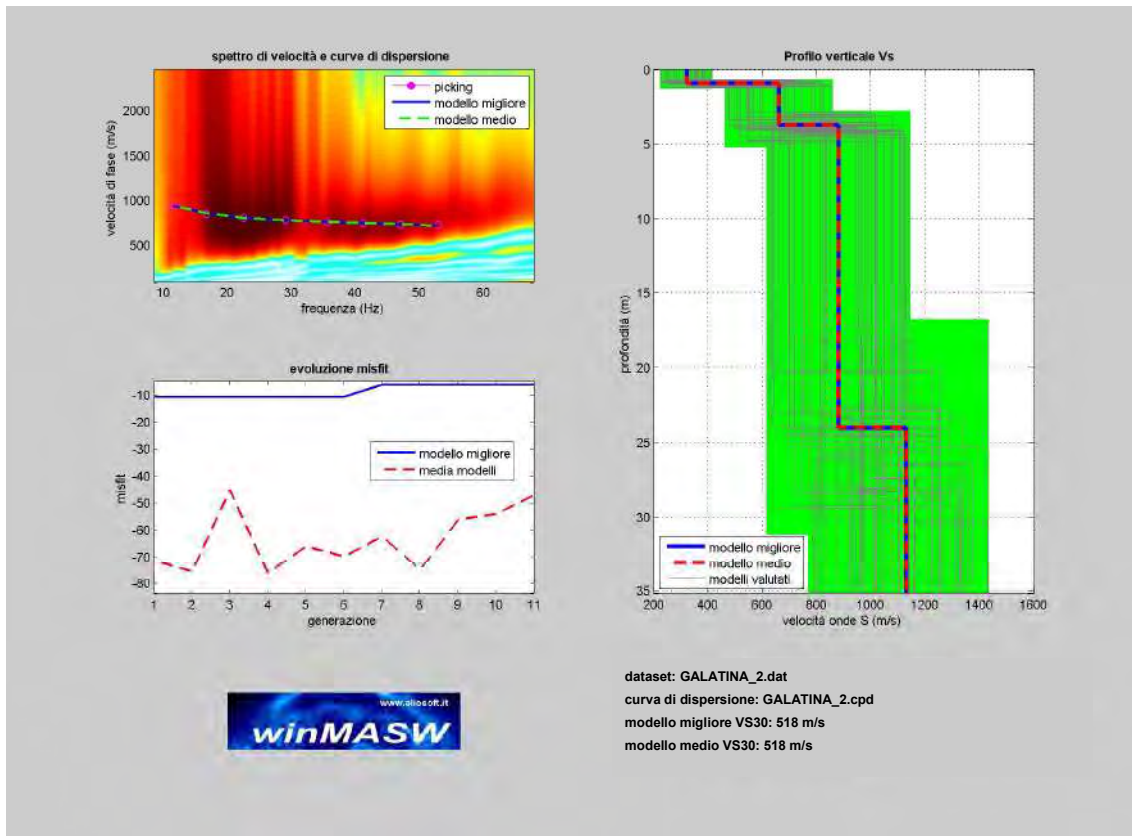 spettro di velocità e curve di dispersione
picking
modello migliore
modello medio
velocità di fase (m/s)
2000
1500
1000
500
10 20 30 40 50 60
frequenza (Hz)
evoluzione misfit
modello migliore
media modelli
misfit
-10
-20
-30
-40
-50
-60
-70
-80
1 2 3 4 5 6 7 8 9 10 11
generazione
www.eliosoft.it
winMASW
Profilo verticale Vs
profondità (m)
0
5
10
15
20
25
30
35
modello migliore
modello medio
modelli valutati
200 400 600 800 1000 1200 1400 1600
velocità onde S (m/s)
dataset: GALATINA_2.dat
curva di dispersione: GALATINA_2.cpd
modello migliore VS30: 518 m/s
modello medio VS30: 518 m/s